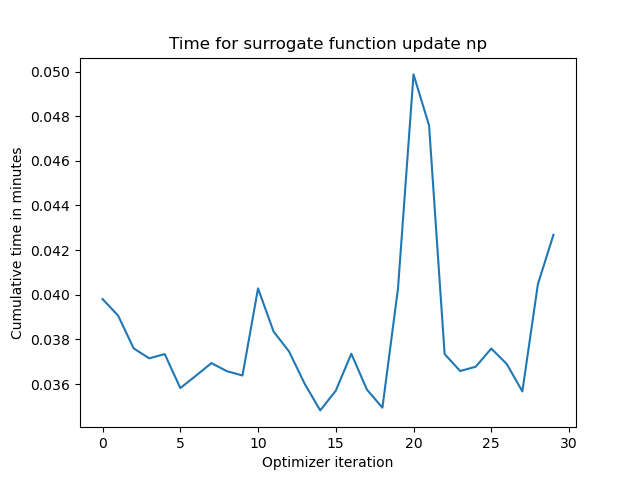 Time for surrogate function update np
Cumulative time in minutes
0.050
0.048
0.046
0.044
0.042
0.040
0.038
0.036
0 5 10 15 20 25 30
Optimizer iteration